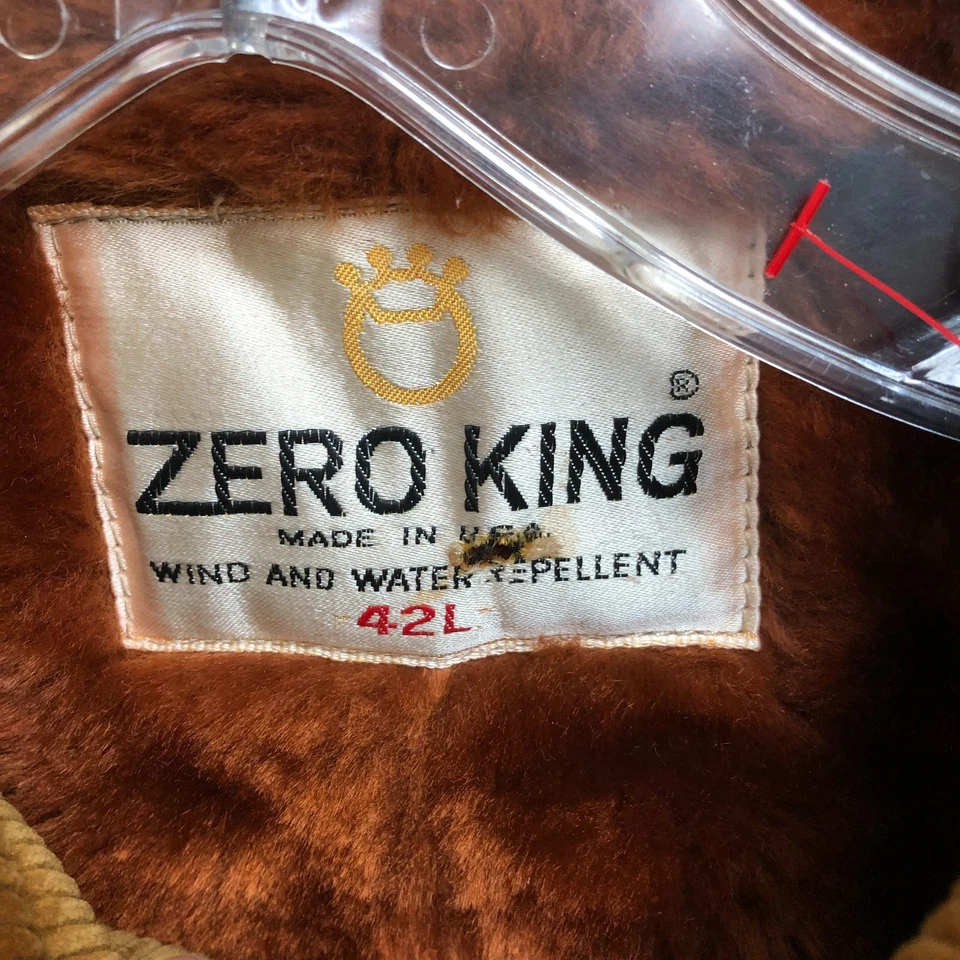 ®
ZERO KING
MADE IN U.S.A.
WIND AND WATER REPELLENT
42L